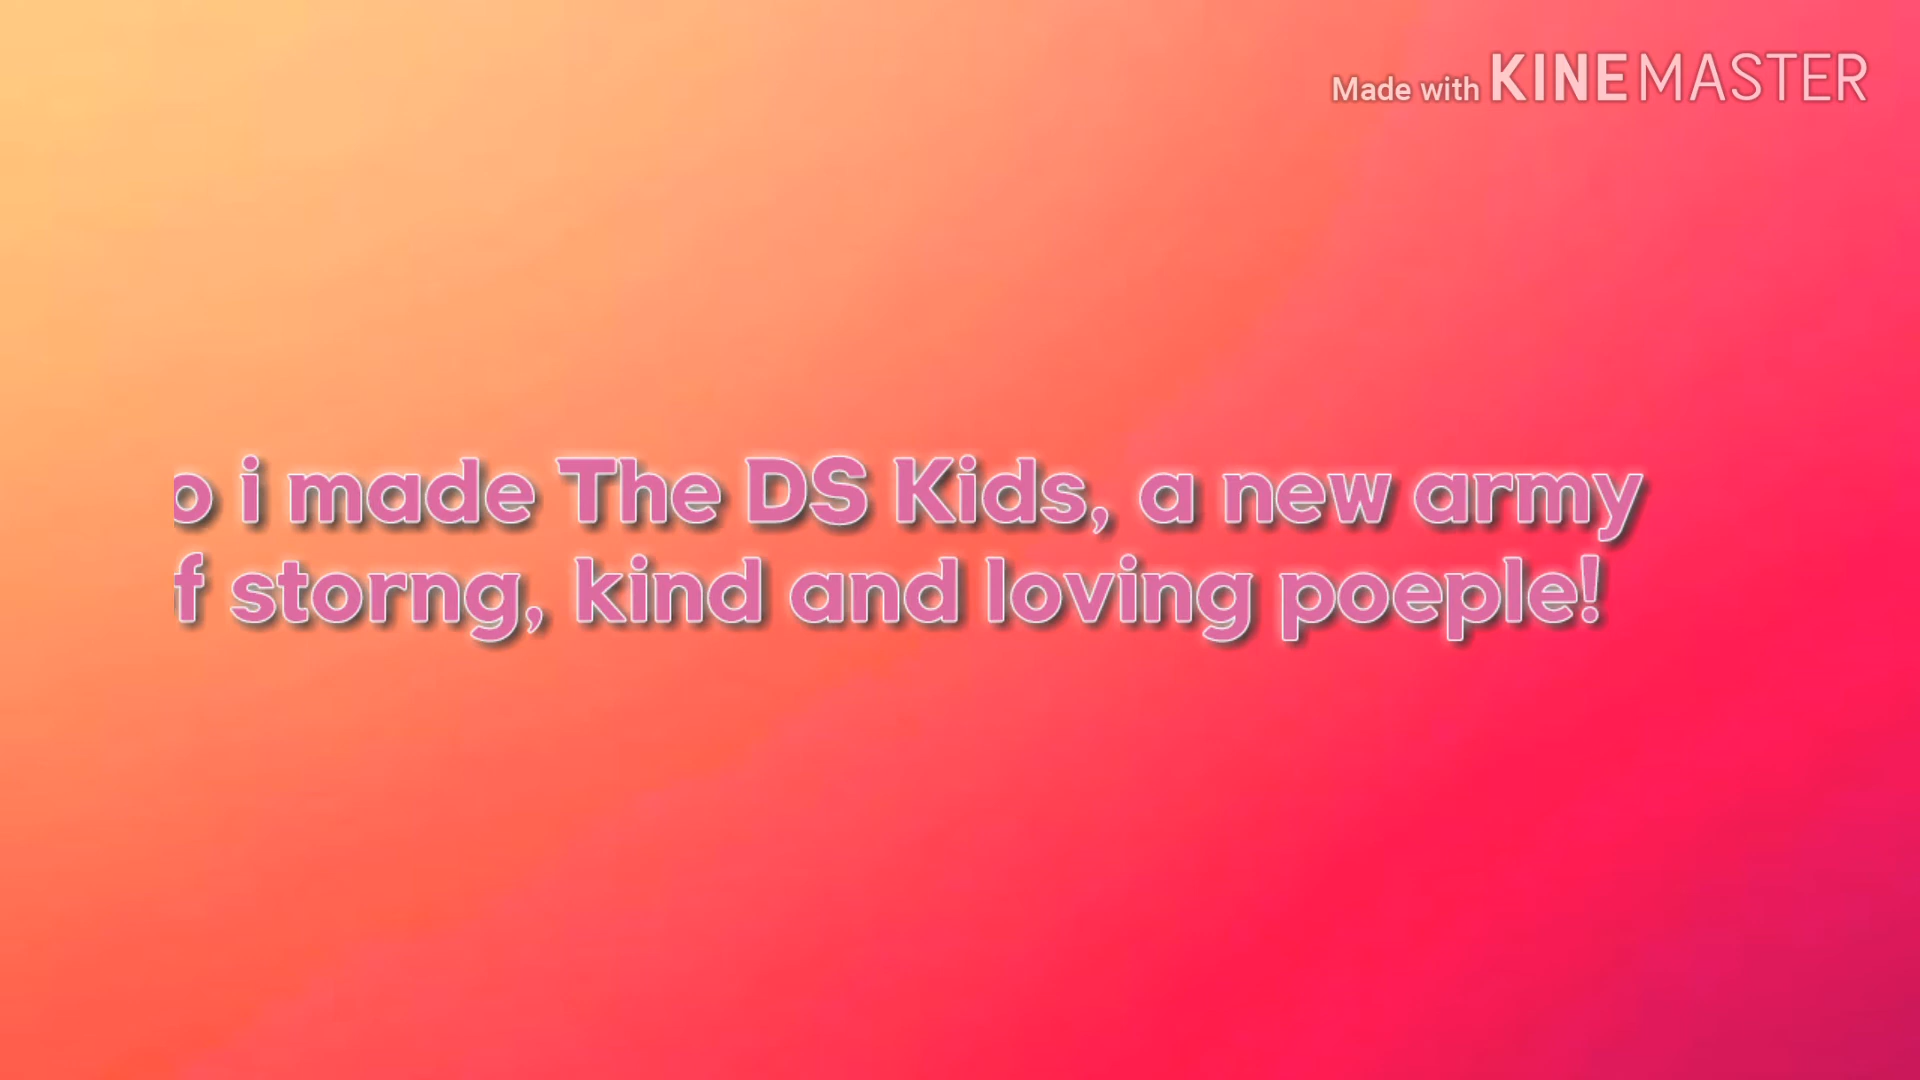 Made with KINEMASTER
o i made The DS Kids, a new army
f storng, kind and loving poeple!